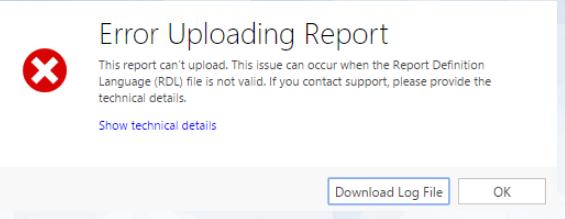 Error Uploading Report
This report can't upload. This issue can occur when the Report Definition
Language (RDL) file is not valid. If you contact support, please provide the
technical details.
Show technical details
Download Log File
OK